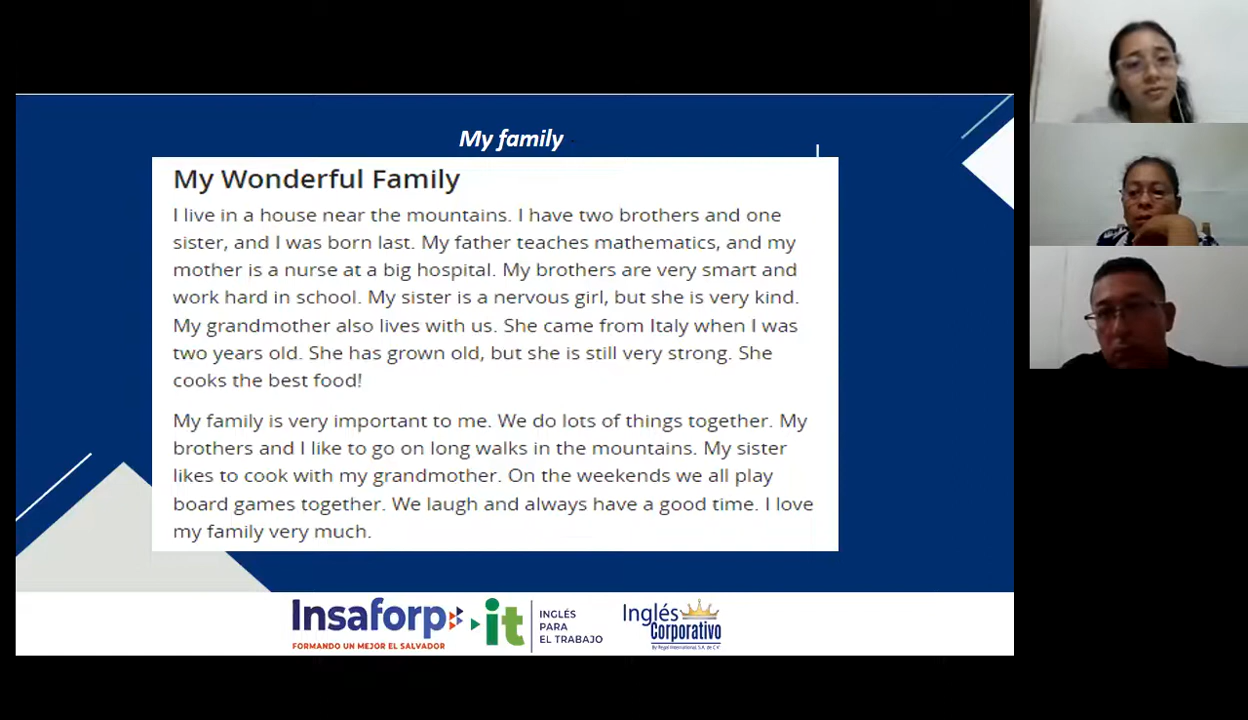 My family
My Wonderful Family
I live in a house near the mountains. I have two brothers and one
sister, and I was born last. My father teaches mathematics, and my
mother is a nurse at a big hospital. My brothers are very smart and
work hard in school. My sister is a nervous girl, but she is very kind.
My grandmother also lives with us. She came from Italy when I was
two years old. She has grown old, but she is still very strong. She
cooks the best food!
My family is very important to me. We do lots of things together. My
brothers and I like to go on long walks in the mountains. My sister
likes to cook with my grandmother. On the weekends we all play
board games together. We laugh and always have a good time. I love
my family very much.
Insaforp
FORMANDO UN MEJOR EL SALVADOR
it
INGLÉS
PARA
EL TRABAJO
Inglés
Corporativo
By Regal International, S.A. de C.V.